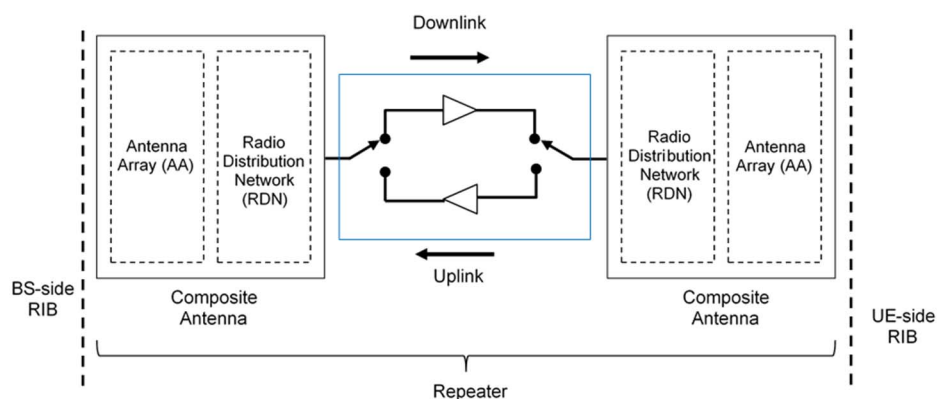 Downlink
Antenna
Array (AA)
Radio
Distribution
Network
(RDN)
Radio
Distribution
Network
(RDN)
Antenna
Array (AA)
Uplink
BS-side
RIB
Composite
Antenna
Composite
Antenna
UE-side
RIB
Repeater